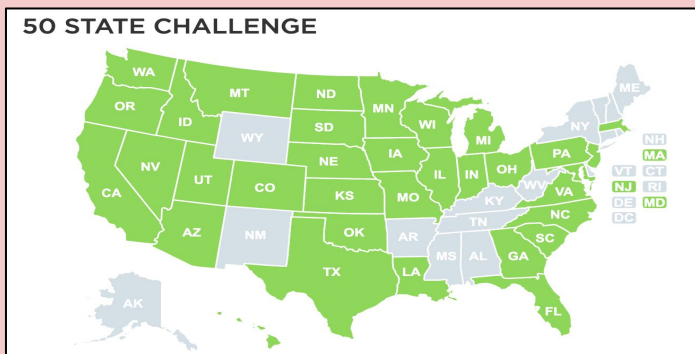 50 STATE CHALLENGE
WA
MT
ND
MN
ME
OR
ID
SD
WI
MI
NY
WY
NH
NE
IA
PA
MA
NV
UT
CO
IL
IN
OH
VT
CT
CA
KS
MO
WV
VA
NJ
RI
KY
NC
DE
MD
AZ
NM
OK
AR
TN
SC
DC
MS
AL
GA
TX
LA
AK
FL